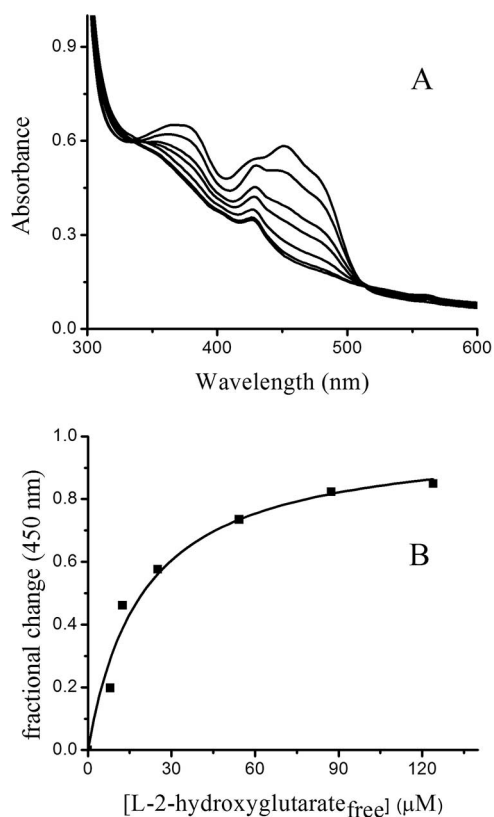 A
0.9
0.6
0.3
0.0
Absorbance
300 400 500 600
Wavelength (nm)
1.0
0.8
0.6
0.4
0.2
0.0
fractional change (450 nm)
B
0 30 60 90 120
[L-2-hydroxyglutarate free] (μM)